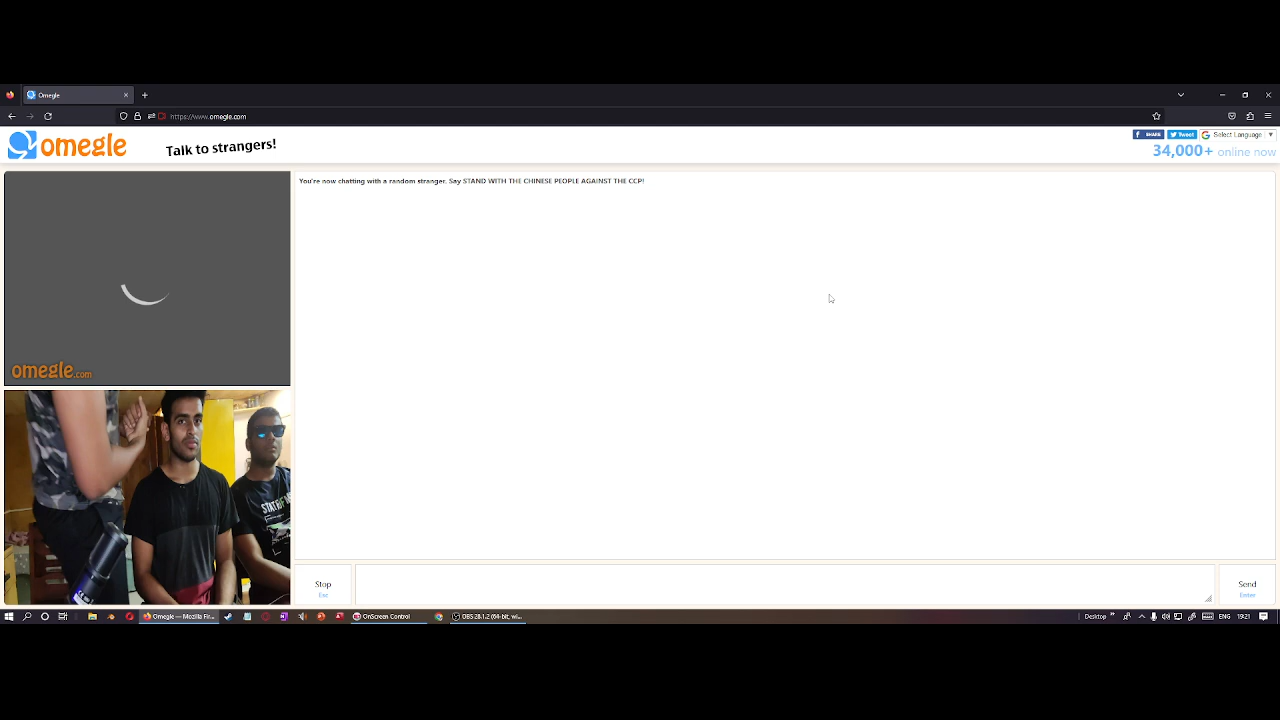 Omegle
https://www.omegle.com
omegle
Talk to strangers!
SHARE
Tweet
Select Language
34,000+ online now
You're now chatting with a random stranger. Say STAND WITH THE CHINESE PEOPLE AGAINST THE CCP!
omegle.com
Stop
Esc
Send
Enter
Omegle — Mozilla Fir...
OnScreen Control
OBS 28.1.2 (64-bit, wi...
Desktop
ENG
19:21